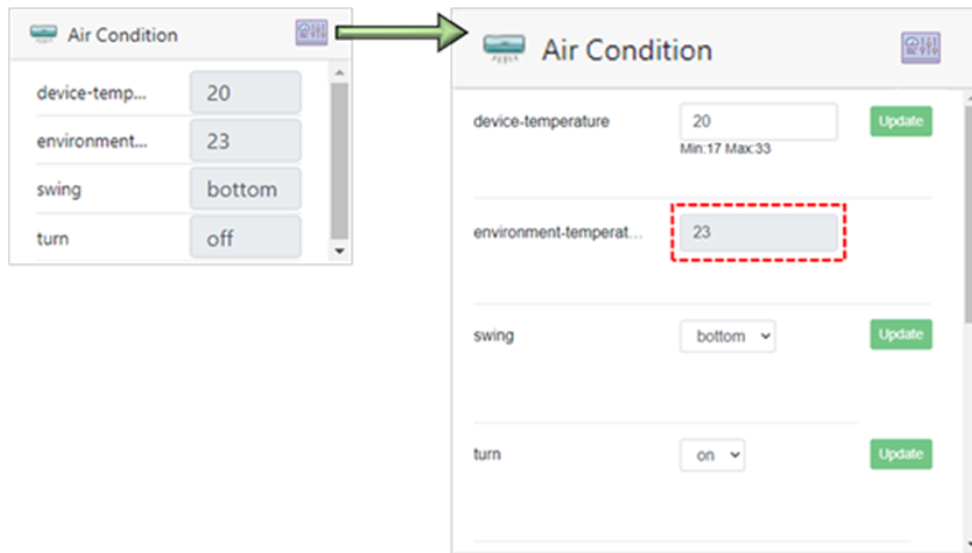 Air Condition
device-temp... 20
environment... 23
swing bottom
turn off
Air Condition
device-temperature 20 Update
Min:17 Max:33
environment-temperat... 23
swing bottom Update
turn on Update